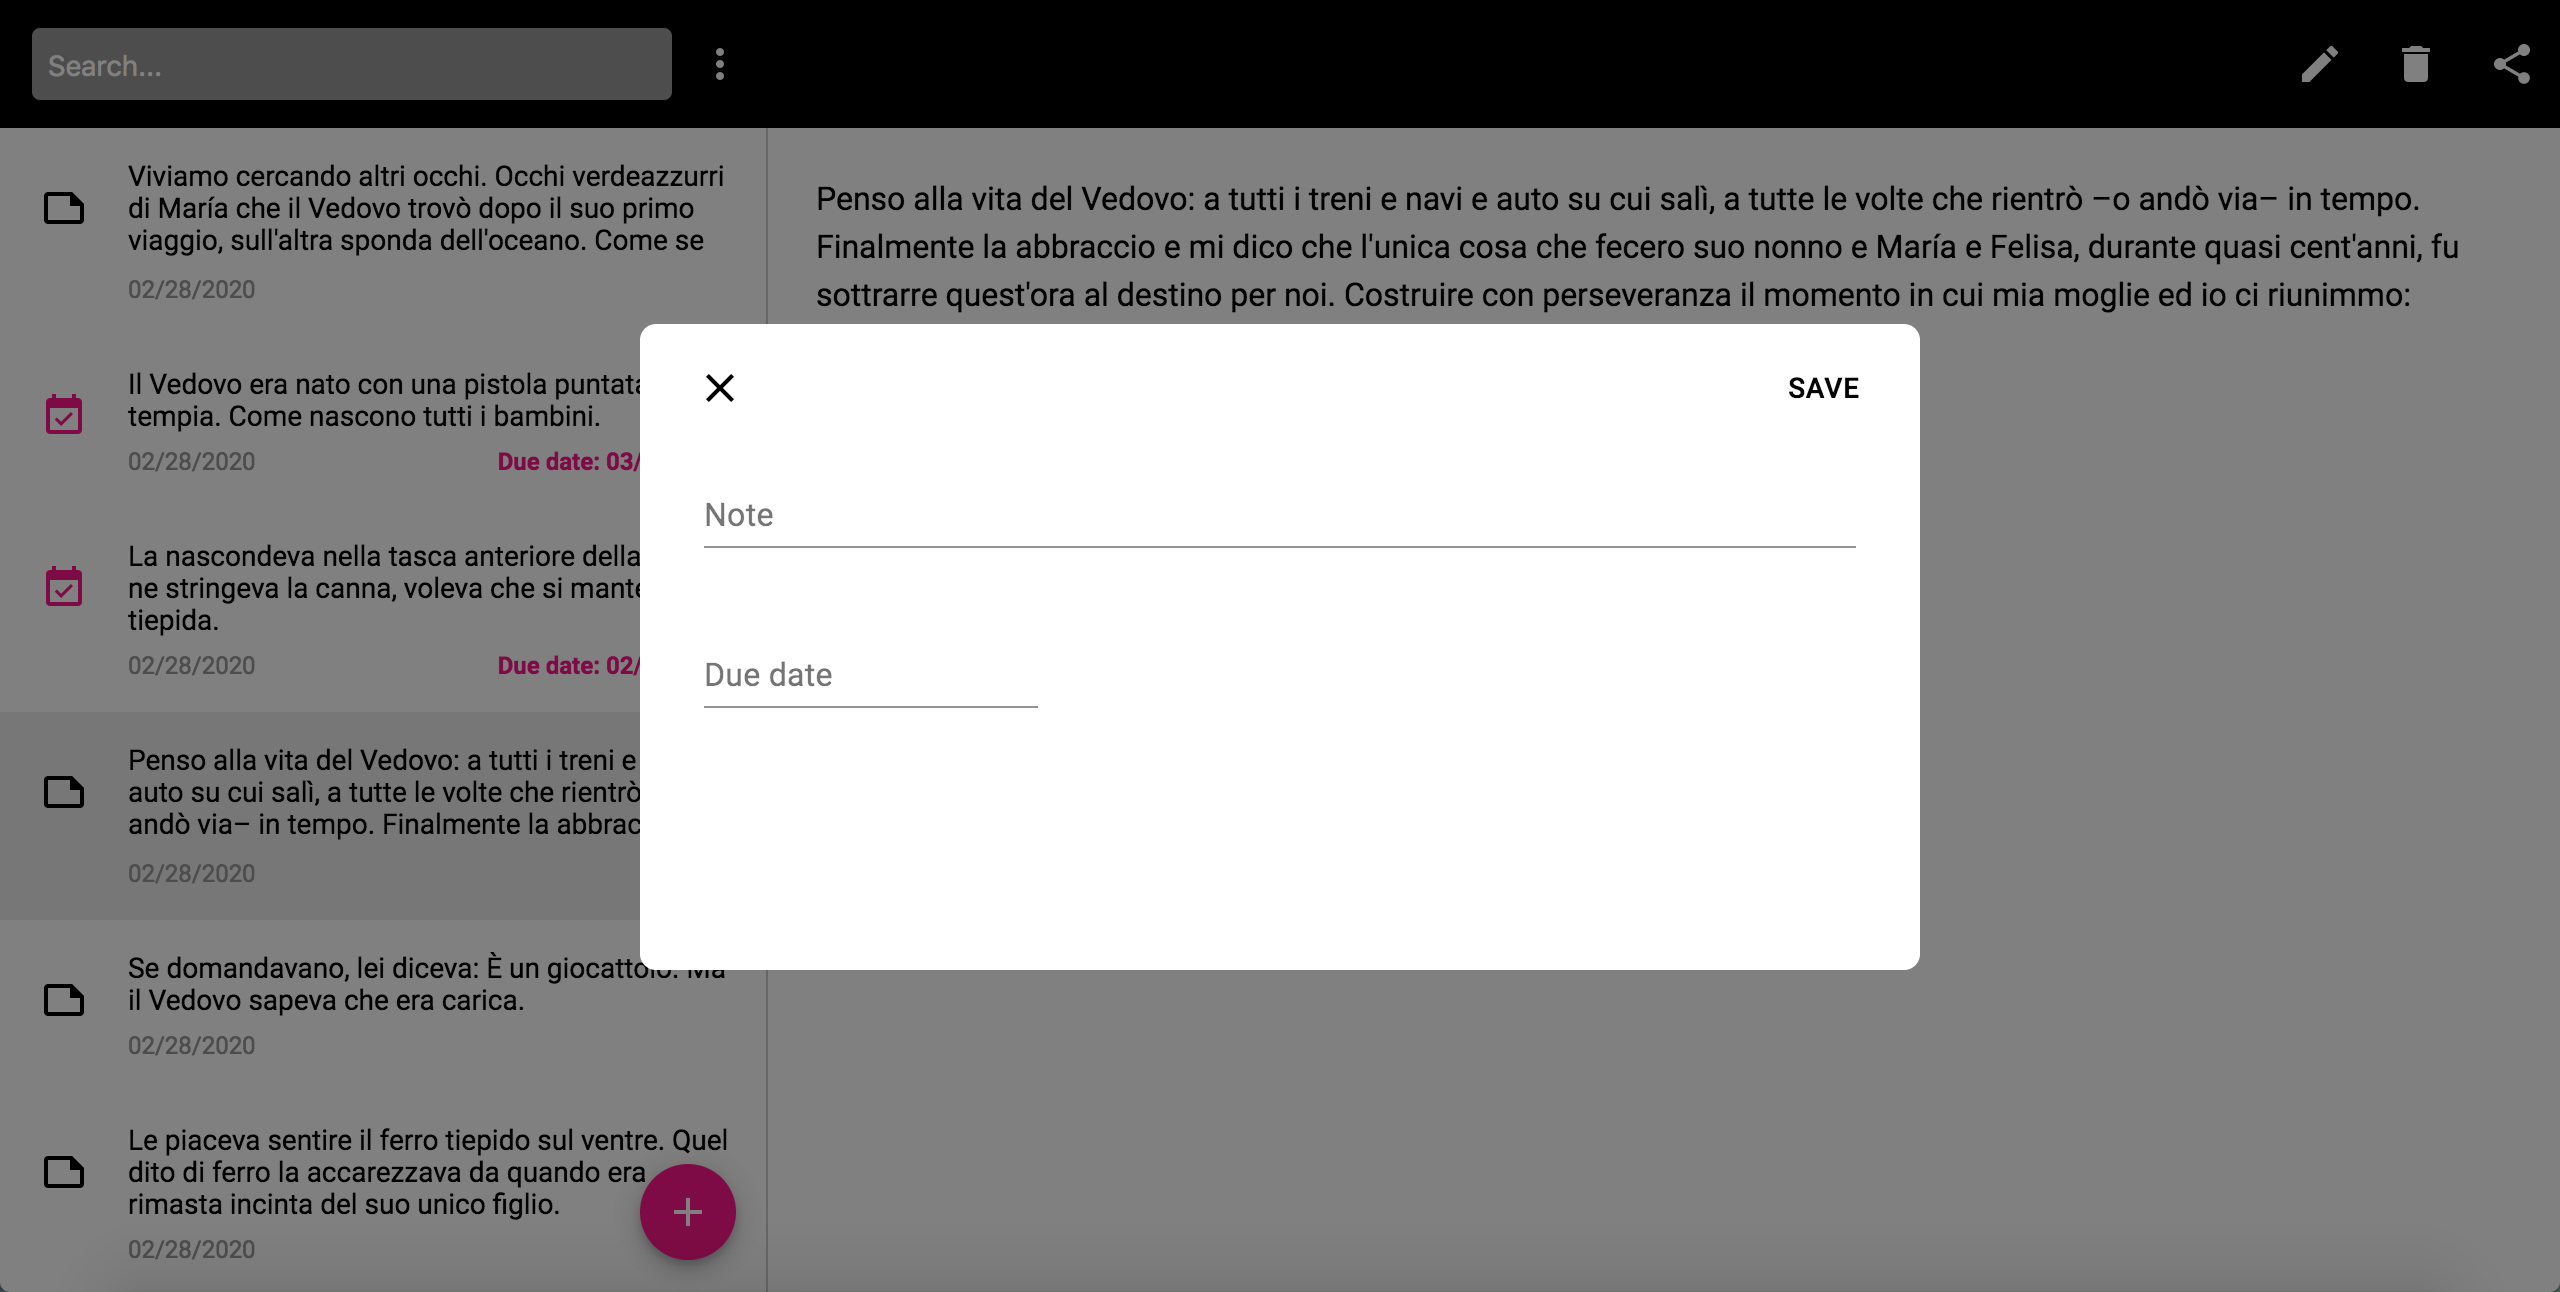 Search...
Viviamo cercando altri occhi. Occhi verdeazzurri
di María che il Vedovo trovò dopo il suo primo
viaggio, sull'altra sponda dell'oceano. Come se
02/28/2020
Il Vedovo era nato con una pistola puntata
tempia. Come nascono tutti i bambini.
02/28/2020
Due date: 03/
La nascondeva nella tasca anteriore della
ne stringeva la canna, voleva che si mante
tiepida.
02/28/2020
Due date: 02/
Penso alla vita del Vedovo: a tutti i treni e
auto su cui salì, a tutte le volte che rientrò
andò via– in tempo. Finalmente la abbrac
02/28/2020
Se domandavano, lei diceva: È un giocattolo. Ma
il Vedovo sapeva che era carica.
02/28/2020
Le piaceva sentire il ferro tiepido sul ventre. Quel
dito di ferro la accarezzava da quando era
rimasta incinta del suo unico figlio.
02/28/2020
Penso alla vita del Vedovo: a tutti i treni e navi e auto su cui salì, a tutte le volte che rientrò –o andò via– in tempo.
Finalmente la abbraccio e mi dico che l'unica cosa che fecero suo nonno e María e Felisa, durante quasi cent'anni, fu
sottrarre quest'ora al destino per noi. Costruire con perseveranza il momento in cui mia moglie ed io ci riunimmo:
SAVE
Note
Due date